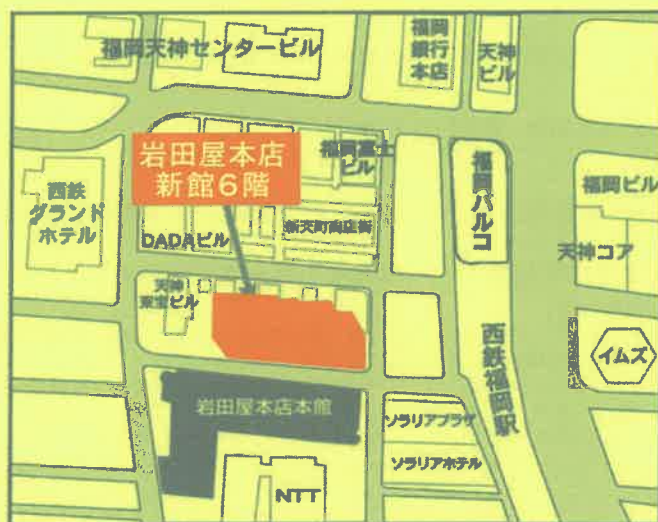 福岡天神センタービル
福岡
銀行
本店
天神
ビル
岩田屋本店
新館6階
福岡富士
ビル
西鉄
グランド
ホテル
福岡パルコ
福岡ビル
DADAビル
新天町商店街
天神コア
天神
東宝ビル
西鉄福岡駅
イムズ
岩田屋本店本館
ソラリアプラザ
ソラリアホテル
NTT